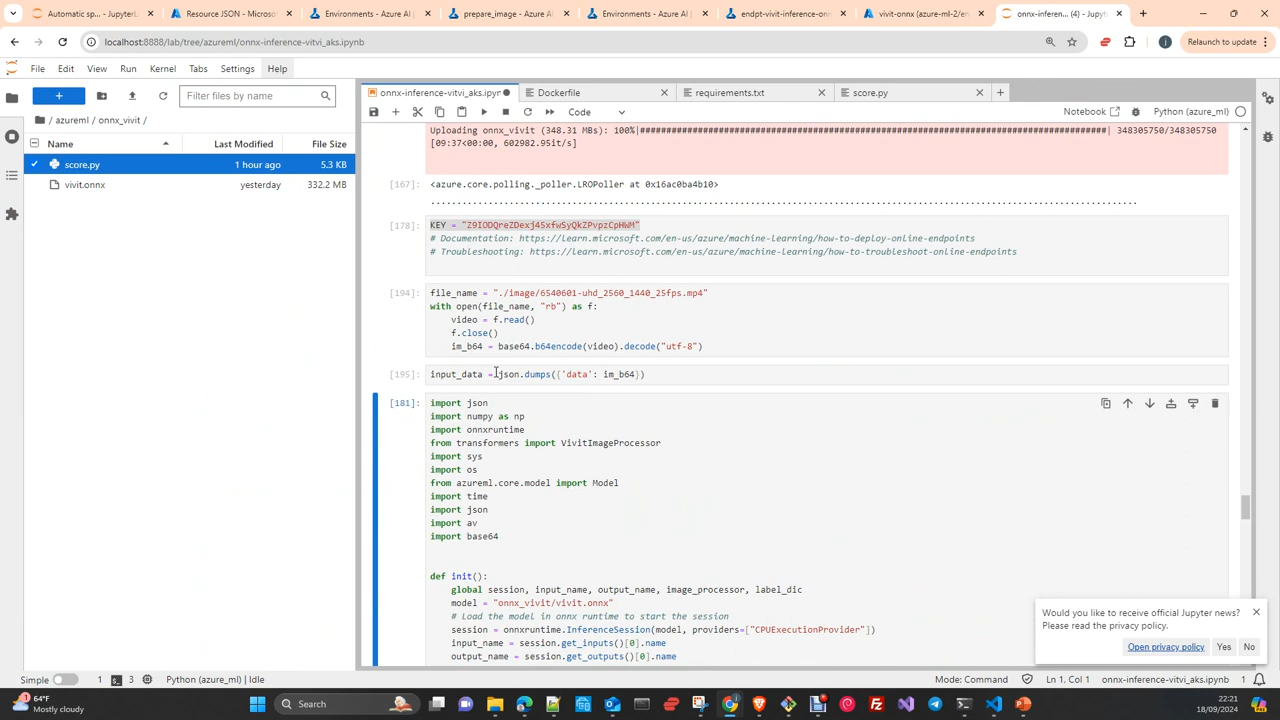 Automatic sp... - JupyterL
Resource JSON - Microso
Environments - Azure AI
prepare_image - Azure AI
Environments - Azure AI
endpt-vivit-inference-onn
vivit-onnx (azure-ml-2/en
onnx-inferen... (4) - Jupyt
localhost:8888/lab/tree/azureml/onnx-inference-vitvi_aks.ipynb
Relaunch to update
File Edit View Run Kernel Tabs Settings Help
Filter files by name
/ azureml / onnx_vivit /
Name Last Modified File Size
score.py 1 hour ago 5.3 KB
vivit.onnx yesterday 332.2 MB
onnx-inference-vitvi_aks.ipyn
Dockerfile
requirements.txt
score.py
Code
Notebook
Python (azure_ml)
Uploading onnx_vivit (348.31 MBs): 100%|
| 348305750/348305750
[09:37<00:00, 602982.95it/s]
[167]: <azure.core.polling._poller.LROPoller at 0x16ac0ba4b10>
[178]: KEY = "Z9IODQreZDexj45xfwSyQkZPvpzCpHWM"
# Documentation: https://learn.microsoft.com/en-us/azure/machine-learning/how-to-deploy-online-endpoints
# Troubleshooting: https://learn.microsoft.com/en-us/azure/machine-learning/how-to-troubleshoot-online-endpoints
[194]: file_name = "./image/6540601-uhd_2560_1440_25fps.mp4"
with open(file_name, "rb") as f:
video = f.read()
f.close()
im_b64 = base64.b64encode(video).decode("utf-8")
[195]: input_data = json.dumps({'data': im_b64})
[181]: import json
import numpy as np
import onnxruntime
from transformers import VivitImageProcessor
import sys
import os
from azureml.core.model import Model
import time
import json
import av
import base64
def init():
global session, input_name, output_name, image_processor, label_dic
model = "onnx_vivit/vivit.onnx"
# Load the model in onnx runtime to start the session
session = onnxruntime.InferenceSession(model, providers=["CPUExecutionProvider"])
input_name = session.get_inputs()[0].name
output_name = session.get_outputs()[0].name
Would you like to receive official Jupyter news?
Please read the privacy policy.
Open privacy policy Yes No
Simple 1 3 Python (azure_ml) | Idle
Mode: Command Ln 1, Col 1 onnx-inference-vitvi_aks.ipynb 1
64°F
Mostly cloudy
Search
22:21
18/09/2024